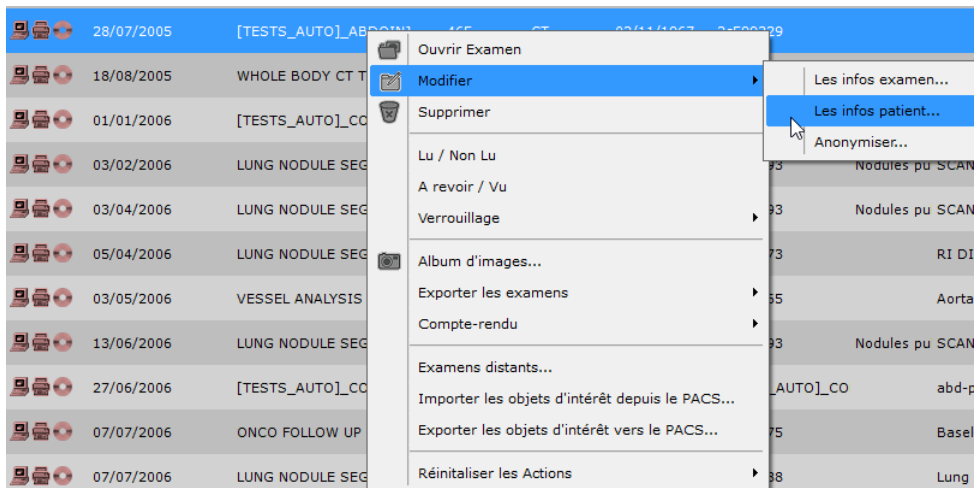 28/07/2005 [TESTS_AUTO]_ABDOIN] 46F CT 03/11/1967
Ouvrir Examen
18/08/2005 WHOLE BODY CT T
Modifier
Les infos examen...
Les infos patient...
01/01/2006 [TESTS_AUTO]_CO
Supprimer
Anonymiser...
03/02/2006 LUNG NODULE SEG
Lu / Non Lu
93 Nodules pu SCAN
A revoir / Vu
03/04/2006 LUNG NODULE SEG
Verrouillage
93 Nodules pu SCAN
05/04/2006 LUNG NODULE SEG
Album d'images...
73 RI DI
03/05/2006 VESSEL ANALYSIS
Exporter les examens
55 Aorta
Compte-rendu
13/06/2006 LUNG NODULE SEG
93 Nodules pu SCAN
Examens distants...
27/06/2006 [TESTS_AUTO]_CO
Importer les objets d'intérêt depuis le PACS...
_AUTO]_CO abd-p
07/07/2006 ONCO FOLLOW UP
Exporter les objets d'intérêt vers le PACS...
75 Basel
07/07/2006 LUNG NODULE SEG
Réinitaliser les Actions
38 Lung